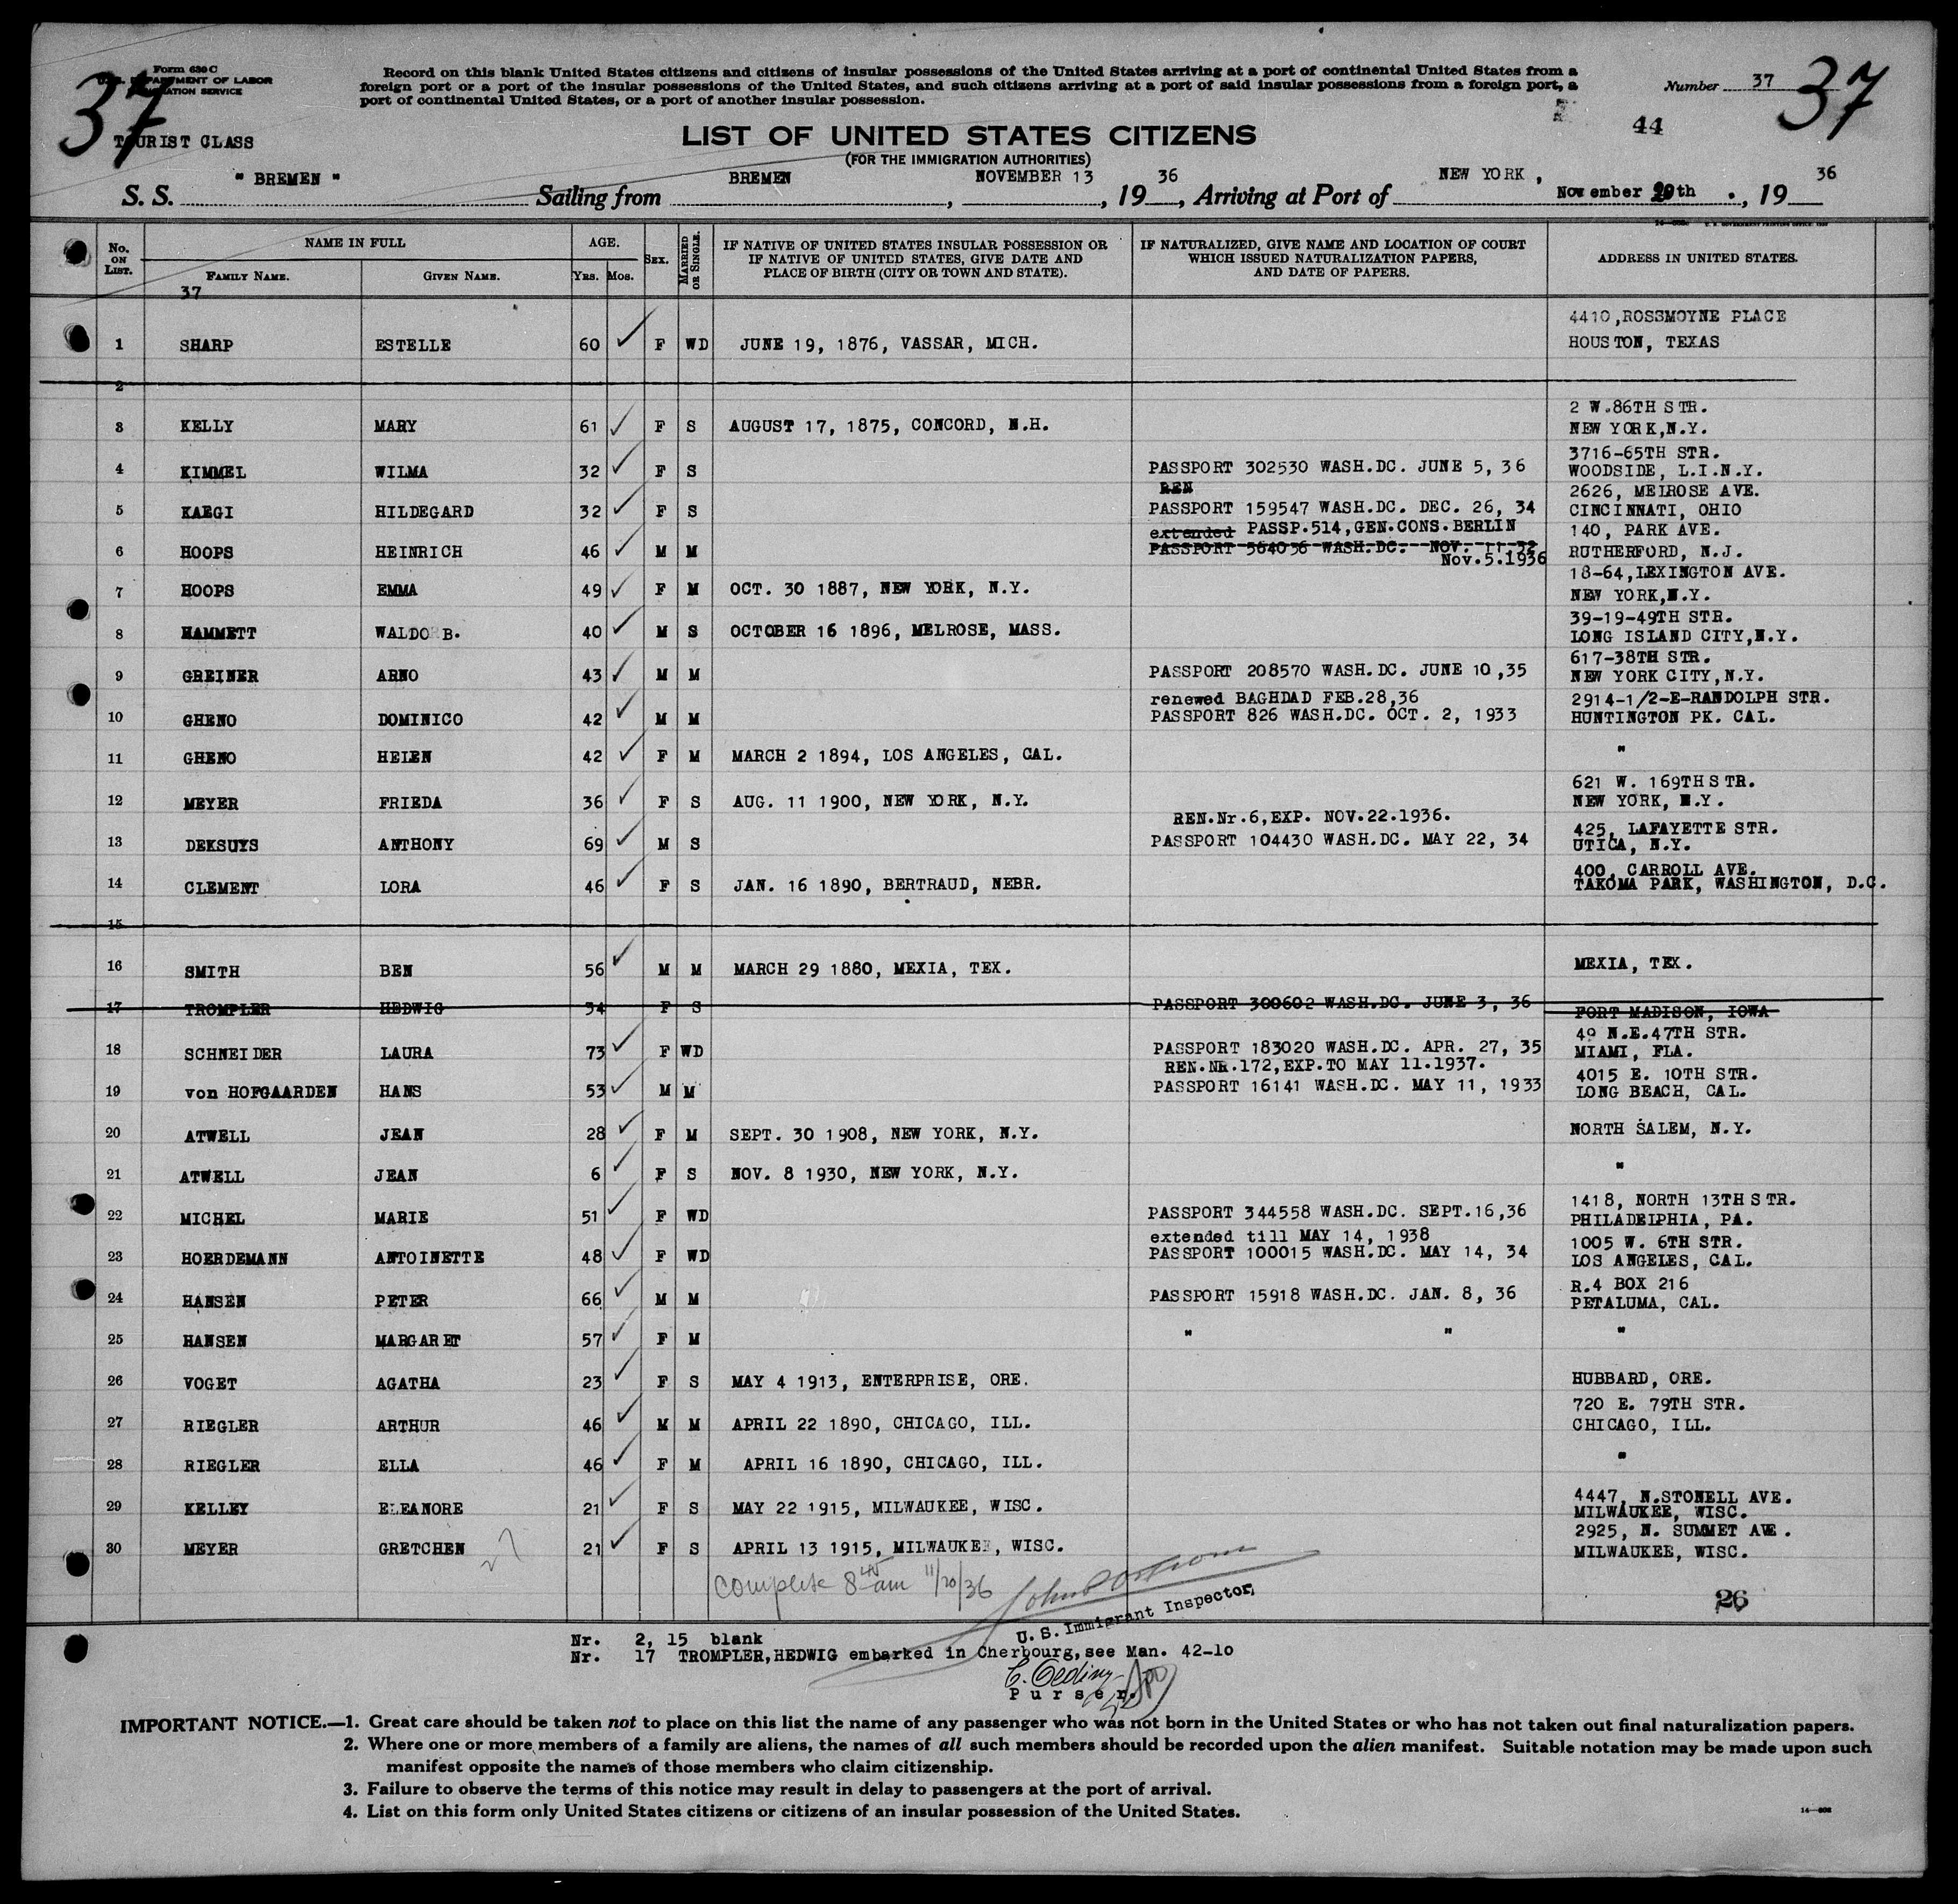 Form 630 C
U.S. DEPARTMENT OF LABOR
IMMIGRATION SERVICE
37
TOURIST CLASS
Record on this blank United States citizens and citizens of insular possessions of the United States arriving at a port of continental United States from a
foreign port or a port of the insular possessions of the United States, and such citizens arriving at a port of said insular possessions from a foreign port, a
port of continental United States, or a port of another insular possession.
Number 37
37
44
LIST OF UNITED STATES CITIZENS
(FOR THE IMMIGRATION AUTHORITIES)
S. S. " BREMEN " Sailing from BREMEN, NOVEMBER 13, 1936, Arriving at Port of NEW YORK, November 20th, 1936
No. ON LIST. NAME IN FULL AGE. SEX. MARRIED OR SINGLE. IF NATIVE OF UNITED STATES INSULAR POSSESSION OR IF NATIVE OF UNITED STATES, GIVE DATE AND PLACE OF BIRTH (CITY OR TOWN AND STATE). IF NATURALIZED, GIVE NAME AND LOCATION OF COURT WHICH ISSUED NATURALIZATION PAPERS, AND DATE OF PAPERS. ADDRESS IN UNITED STATES.
FAMILY NAME. GIVEN NAME. YRS. MOS.
37
4410,ROSSMOYNE PLACE
1 SHARP ESTELLE 60 F WD JUNE 19, 1876, VASSAR, MICH. HOUSTON, TEXAS
2
2 W.86TH STR.
3 KELLY MARY 61 F S AUGUST 17, 1875, CONCORD, N.H. NEW YORK,N.Y.
3716-65TH STR.
4 KIMMEL WILMA 32 F S PASSPORT 302530 WASH.DC. JUNE 5, 36 WOODSIDE, L.I.N.Y.
REN 2626, MELROSE AVE.
5 KAEGI HILDEGARD 32 F S PASSPORT 159547 WASH.DC. DEC. 26, 34 CINCINNATI, OHIO
extended PASSP.514,GEN.CONS.BERLIN 140, PARK AVE.
6 HOOPS HEINRICH 46 M M PASSPORT 564036 WASH.DC. NOV. 11.32 RUTHERFORD, N.J.
Nov.5.1936
18-64,LEXINGTON AVE.
7 HOOPS EMMA 49 F M OCT. 30 1887, NEW YORK, N.Y. NEW YORK,N.Y.
39-19-49TH STR.
8 HAMMETT WALDO B. 40 M S OCTOBER 16 1896, MELROSE, MASS. LONG ISLAND CITY,N.Y.
617-38TH STR.
9 GREINER ARNO 43 M M PASSPORT 208570 WASH.DC. JUNE 10,35 NEW YORK CITY,N.Y.
renewed BAGHDAD FEB.28,36 2914-1/2-E-RANDOLPH STR.
10 GHENO DOMINICO 42 M M PASSPORT 826 WASH.DC. OCT. 2, 1933 HUNTINGTON PK. CAL.
11 GHENO HELEN 42 F M MARCH 2 1894, LOS ANGELES, CAL. "
621 W. 169TH STR.
12 MEYER FRIEDA 36 F S AUG. 11 1900, NEW YORK, N.Y. NEW YORK, N.Y.
REN.Nr.6,EXP. NOV.22.1936. 425, LAFAYETTE STR.
13 DEKSUYS ANTHONY 69 M S PASSPORT 104430 WASH.DC. MAY 22, 34 UTICA, N.Y.
400, CARROLL AVE.
14 CLEMENT LORA 46 F S JAN. 16 1890, BERTRAUD, NEBR. TAKOMA PARK, WASHINGTON, D.C.
15
16 SMITH BEN 56 M M MARCH 29 1880, MEXIA, TEX. MEXIA, TEX.
17 TROMPLER HEDWIG 34 F S PASSPORT 300602 WASH.DC. JUNE 3, 36 FORT MADISON, IOWA
49 N.E.47TH STR.
18 SCHNEIDER LAURA 73 F WD PASSPORT 183020 WASH.DC. APR. 27, 35 MIAMI, FLA.
REN.NR.172,EXP.TO MAY 11.1937. 4015 E. 10TH STR.
19 von HOFGAARDEN HANS 53 M M PASSPORT 16141 WASH.DC. MAY 11, 1933 LONG BEACH, CAL.
20 ATWELL JEAN 28 F M SEPT. 30 1908, NEW YORK, N.Y. NORTH SALEM, N.Y.
21 ATWELL JEAN 6 F S NOV. 8 1930, NEW YORK, N.Y. "
1418, NORTH 13TH STR.
22 MICHEL MARIE 51 F WD PASSPORT 344558 WASH.DC. SEPT.16,36 PHILADELPHIA, PA.
extended till MAY 14, 1938 1005 W. 6TH STR.
23 HOERDEMANN ANTOINETTE 48 F WD PASSPORT 100015 WASH.DC. MAY 14, 34 LOS ANGELES, CAL.
R.4 BOX 216
24 HANSEN PETER 66 M M PASSPORT 15918 WASH.DC. JAN. 8, 36 PETALUMA, CAL.
25 HANSEN MARGARET 57 F M " " "
26 VOGET AGATHA 23 F S MAY 4 1913, ENTERPRISE, ORE. HUBBARD, ORE.
720 E. 79TH STR.
27 RIEGLER ARTHUR 46 M M APRIL 22 1890, CHICAGO, ILL. CHICAGO, ILL.
28 RIEGLER ELLA 46 F M APRIL 16 1890, CHICAGO, ILL. "
4447, N.STONELL AVE.
29 KELLEY ELEANORE 21 F S MAY 22 1915, MILWAUKEE, WISC. MILWAUKEE, WISC.
2925, N. SUMMET AVE.
30 MEYER GRETCHEN 21 F S APRIL 13 1915, MILWAUKEE, WISC. MILWAUKEE, WISC.
complete 8 45 am 11/20/36
U.S. Immigrant Inspector,
26
Nr. 2, 15 blank
Nr. 17 TROMPLER,HEDWIG embarked in Cherbourg,see Man. 42-10
Purser.
IMPORTANT NOTICE.—1. Great care should be taken not to place on this list the name of any passenger who was not born in the United States or who has not taken out final naturalization papers.
2. Where one or more members of a family are aliens, the names of all such members should be recorded upon the alien manifest. Suitable notation may be made upon such
manifest opposite the names of those members who claim citizenship.
3. Failure to observe the terms of this notice may result in delay to passengers at the port of arrival.
4. List on this form only United States citizens or citizens of an insular possession of the United States.